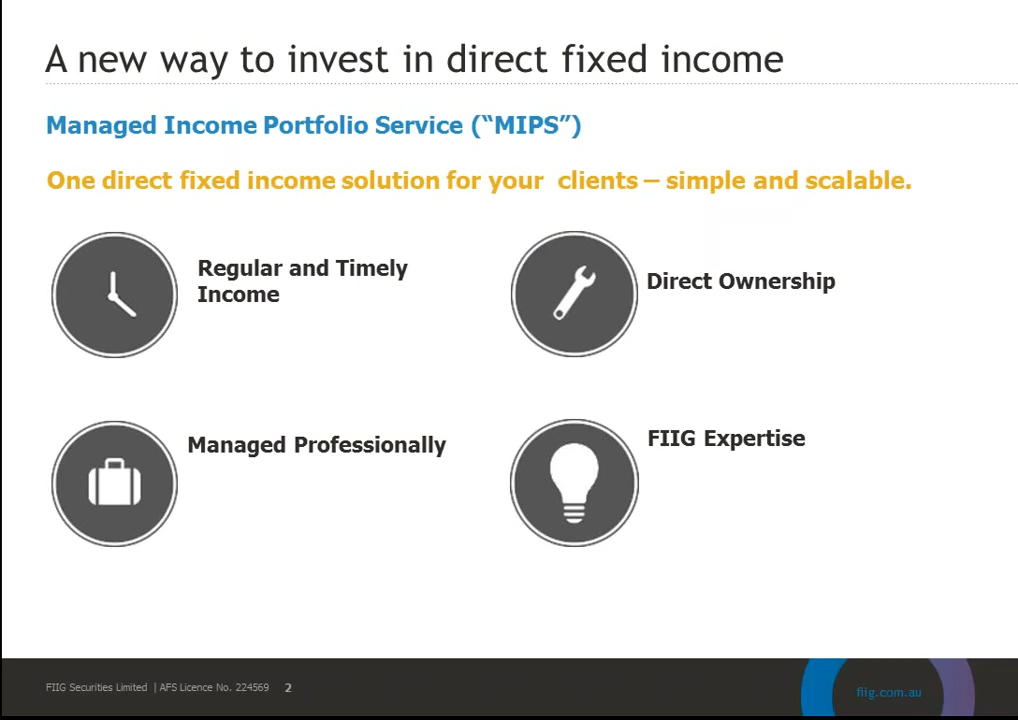 A new way to invest in direct fixed income
Managed Income Portfolio Service (“MIPS”)
One direct fixed income solution for your  clients – simple and scalable.
Regular and Timely
Income
Direct Ownership
Managed Professionally
FIIG Expertise
FIIG Securities Limited | AFS Licence No. 224569 2
fiig.com.au